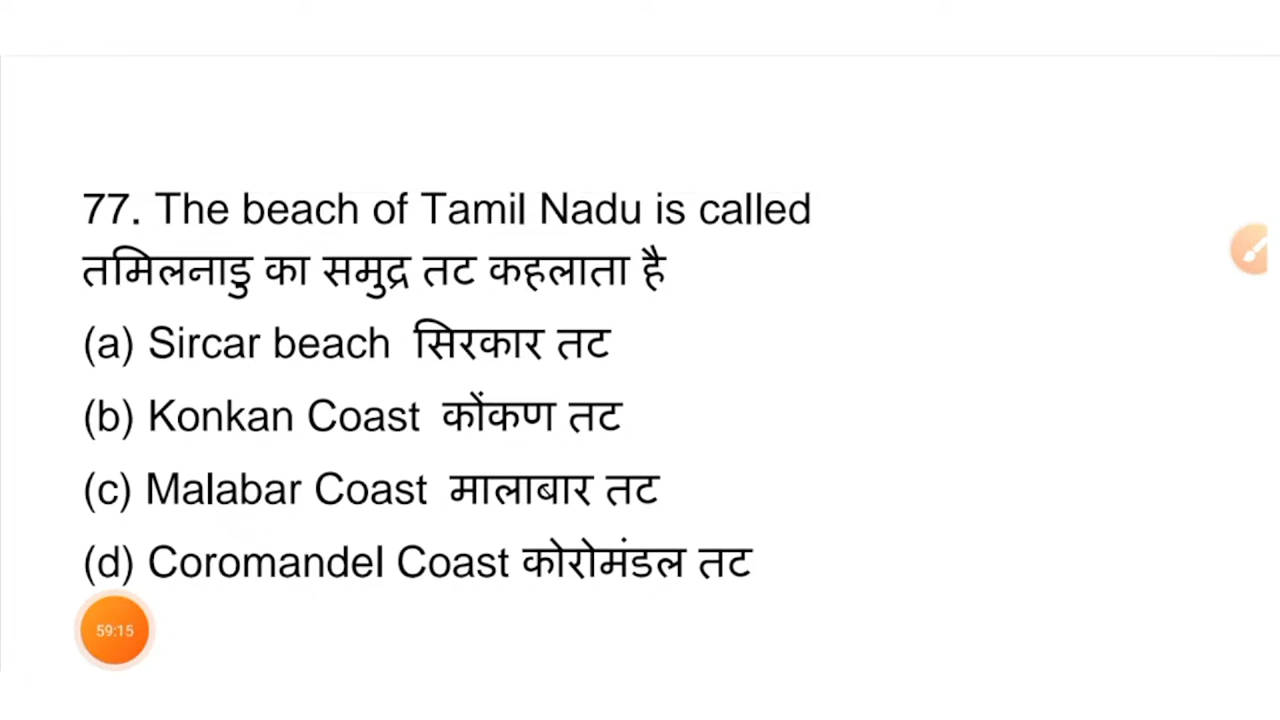 77. The beach of Tamil Nadu is called
तमिलनाडु का समुद्र तट कहलाता है
(a) Sircar beach सिरकार तट
(b) Konkan Coast कोंकण तट
(c) Malabar Coast मालाबार तट
(d) Coromandel Coast कोरोमंडल तट
59:15